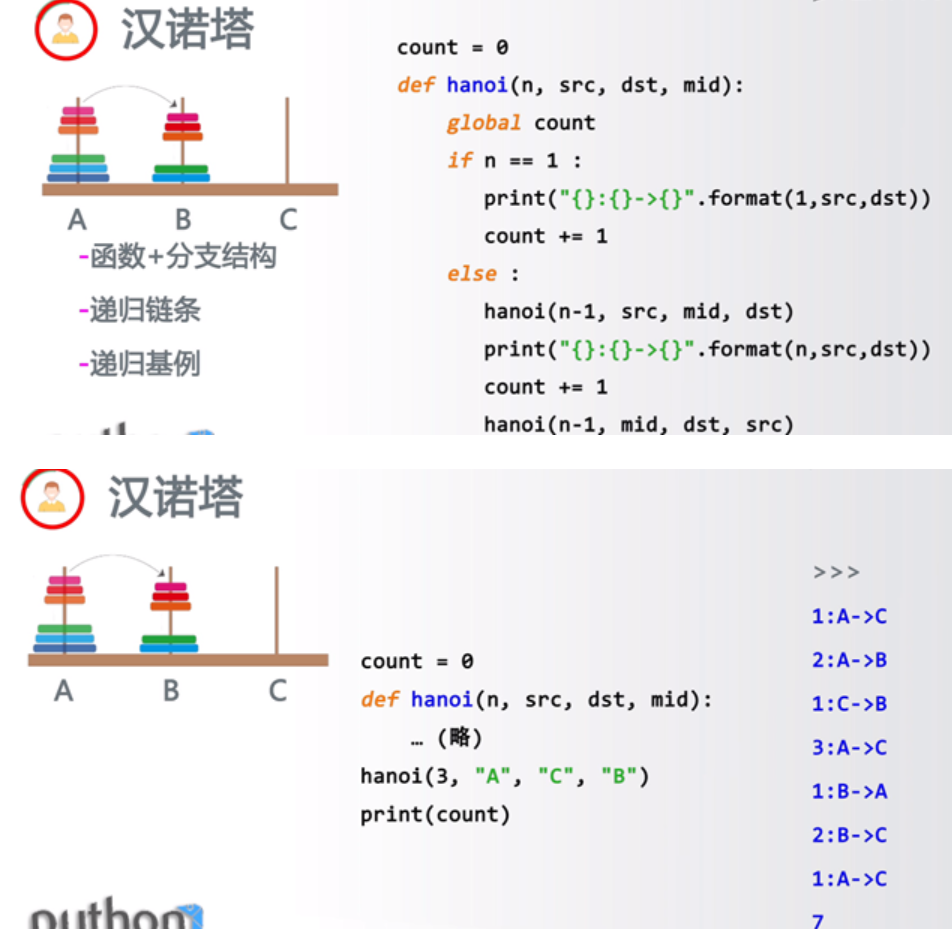 汉诺塔
A B C
-函数+分支结构
-递归链条
-递归基例
count = 0
def hanoi(n, src, dst, mid):
    global count
    if n == 1 :
        print("{}:{}->{}".format(1,src,dst))
        count += 1
    else :
        hanoi(n-1, src, mid, dst)
        print("{}:{}->{}".format(n,src,dst))
        count += 1
        hanoi(n-1, mid, dst, src)
汉诺塔
A B C
count = 0
def hanoi(n, src, dst, mid):
    … (略)
hanoi(3, "A", "C", "B")
print(count)
>>>
1:A->C
2:A->B
1:C->B
3:A->C
1:B->A
2:B->C
1:A->C
7
python